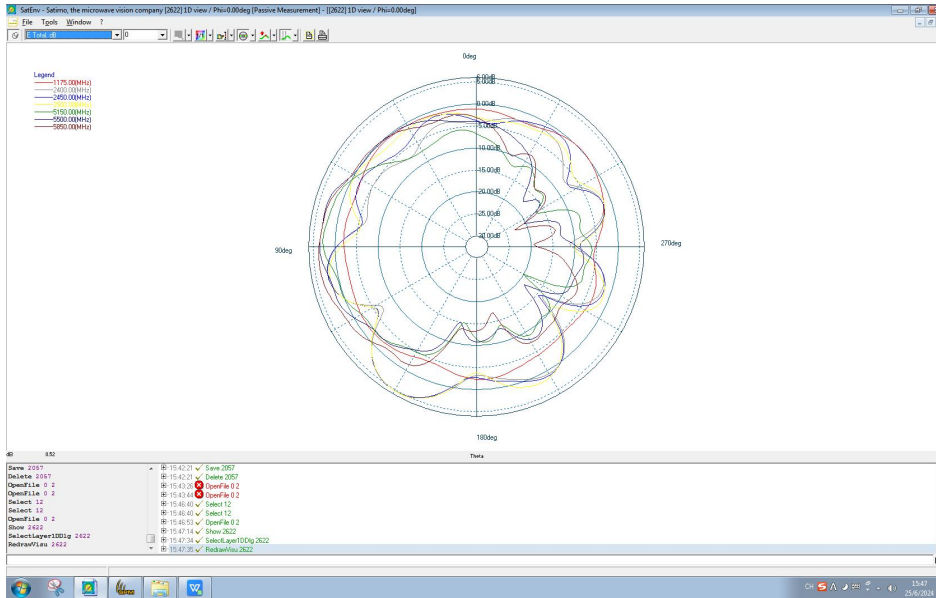 SatEnv - Satimo, the microwave vision company [2622] 1D view / Phi=0.00deg [Passive Measurement] - [[2622] 1D view / Phi=0.00deg]
File Tools Window ?
E Total dB 0
0deg
Legend
1175.00(MHz)
2400.00(MHz)
2450.00(MHz)
5150.00(MHz)
5500.00(MHz)
5850.00(MHz)
6.00dB
5.00dB
0.00dB
-5.00dB
-10.00dB
-15.00dB
-20.00dB
-25.00dB
-30.00dB
90deg
270deg
180deg
dB 8.52 Theta
Save 2057
Delete 2057
OpenFile 0 2
OpenFile 0 2
Select 12
Select 12
OpenFile 0 2
Show 2622
SelectLayer1DDlg 2622
RedrawVisu 2622
15:42:21 Save 2057
15:42:21 Delete 2057
15:43:26 OpenFile 0 2
15:43:44 OpenFile 0 2
15:46:40 Select 12
15:46:40 Select 12
15:46:53 OpenFile 0 2
15:47:14 Show 2622
15:47:34 SelectLayer1DDlg 2622
15:47:35 RedrawVisu 2622
CH
15:47
25/6/2024